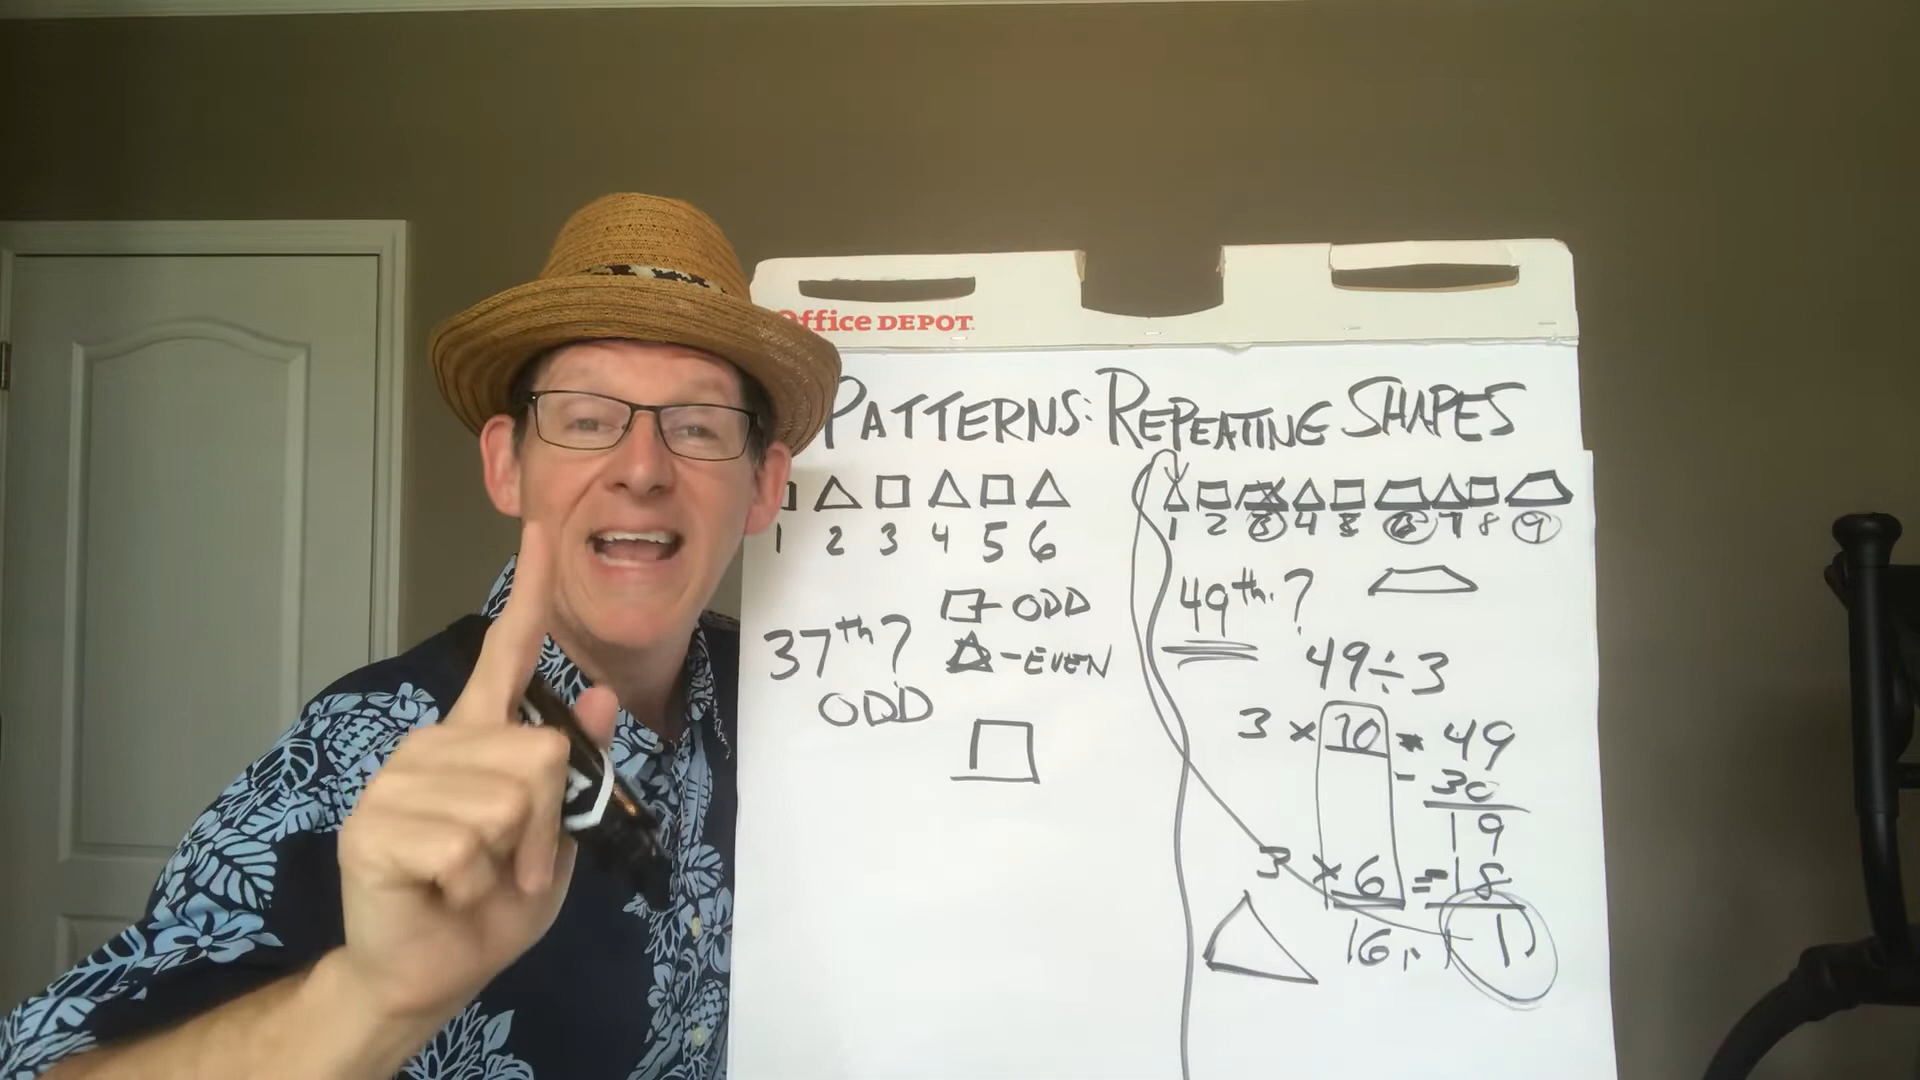 Office DEPOT
PATTERNS: REPEATING SHAPES
1 2 3 4 5 6
1 2 3 4 5 6 7 8 9
37th?
ODD
- ODD
- EVEN
49th?
49÷3
3 × 10 49
- 30
19
3 × 6 = 18
16 r 1